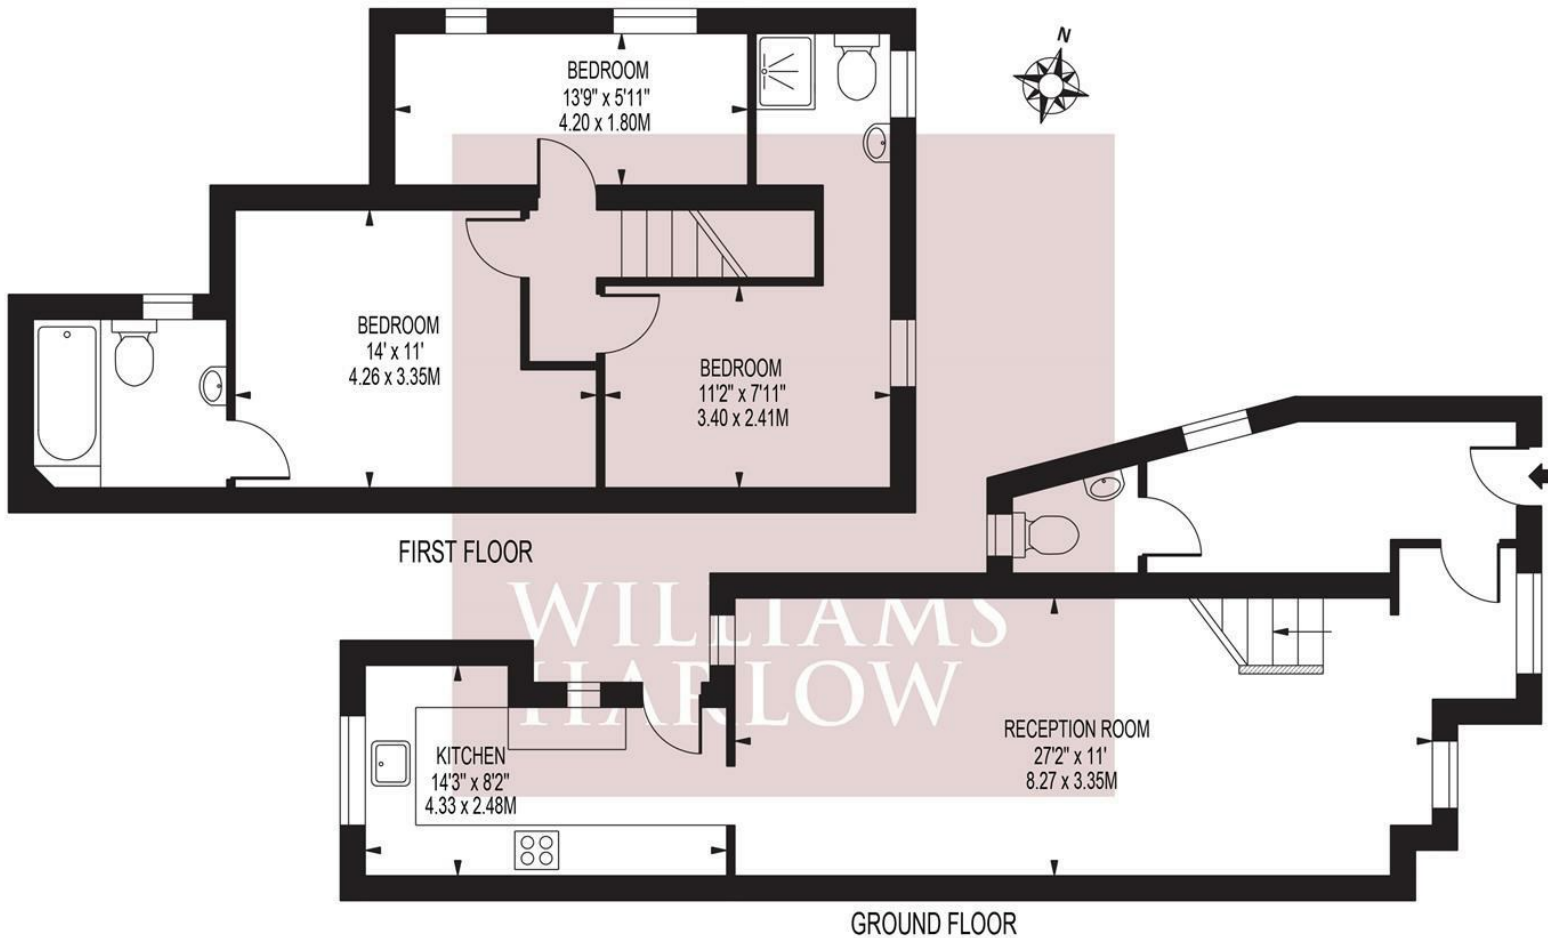 N
BEDROOM
13'9" x 5'11"
4.20 x 1.80M
BEDROOM
14' x 11'
4.26 x 3.35M
BEDROOM
11'2" x 7'11"
3.40 x 2.41M
FIRST FLOOR
WILLIAMS
HARLOW
RECEPTION ROOM
27'2" x 11'
8.27 x 3.35M
KITCHEN
14'3" x 8'2"
4.33 x 2.48M
GROUND FLOOR